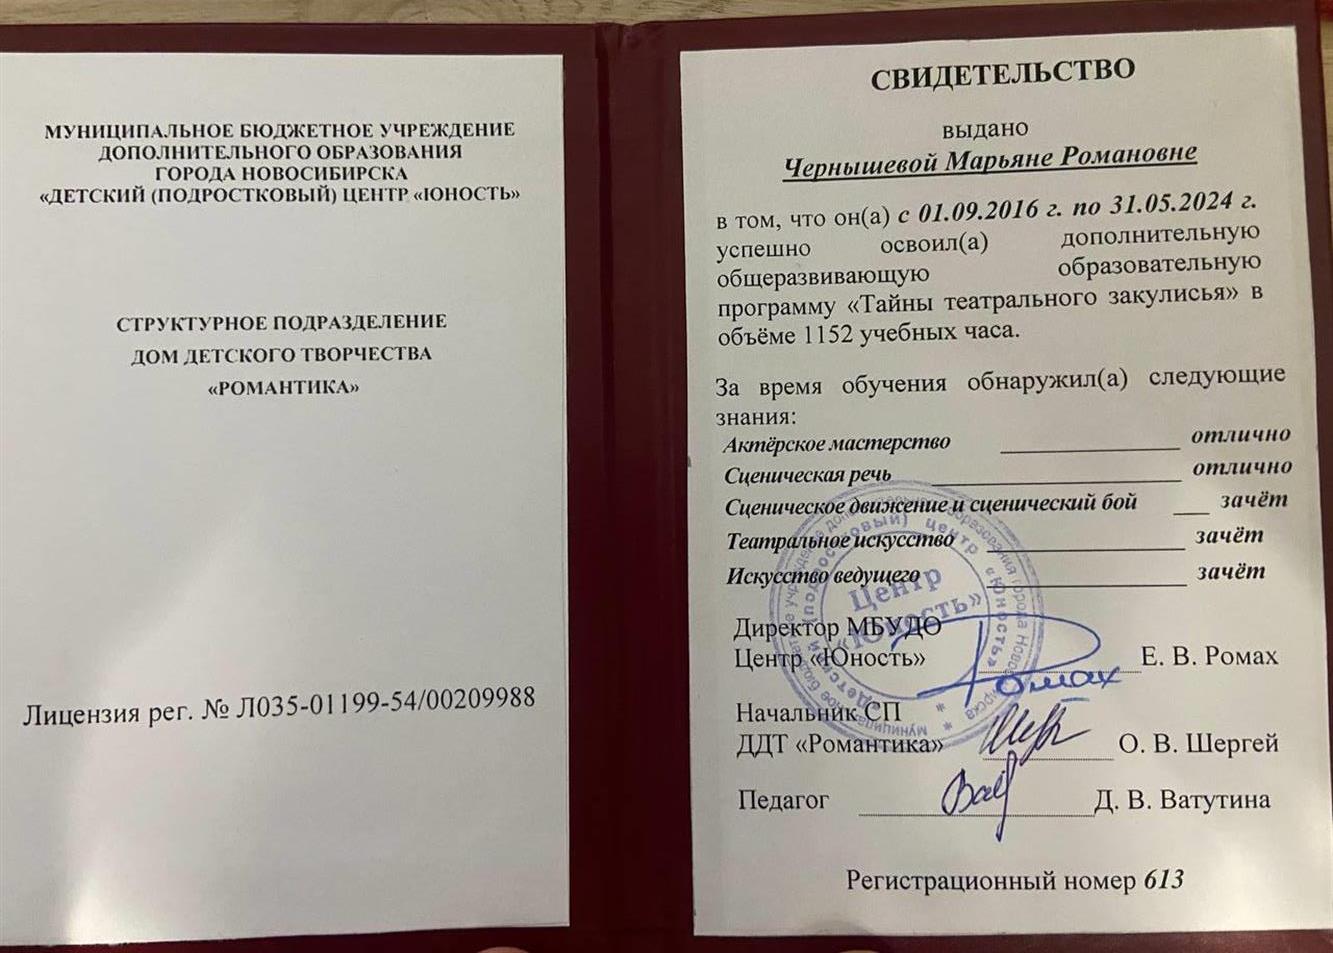 МУНИЦИПАЛЬНОЕ БЮДЖЕТНОЕ УЧРЕЖДЕНИЕ
ДОПОЛНИТЕЛЬНОГО ОБРАЗОВАНИЯ
ГОРОДА НОВОСИБИРСКА
«ДЕТСКИЙ (ПОДРОСТКОВЫЙ) ЦЕНТР «ЮНОСТЬ»
СТРУКТУРНОЕ ПОДРАЗДЕЛЕНИЕ
ДОМ ДЕТСКОГО ТВОРЧЕСТВА
«РОМАНТИКА»
Лицензия рег. № Л035-01199-54/00209988
СВИДЕТЕЛЬСТВО
выдано
Чернышевой Марьяне Романовне
в том, что он(а) с 01.09.2016 г. по 31.05.2024 г.
успешно освоил(а) дополнительную
общеразвивающую образовательную
программу «Тайны театрального закулисья» в
объёме 1152 учебных часа.
За время обучения обнаружил(а) следующие
знания:
Актёрское мастерство отлично
Сценическая речь отлично
Сценическое движение и сценический бой зачёт
Театральное искусство зачёт
Искусство ведущего зачёт
Центр
«Юность»
Директор МБУДО
Центр «Юность» Е. В. Ромах
Ромах
Начальник СП
ДДТ «Романтика» О. В. Шергей
Педагог Д. В. Ватутина
Регистрационный номер 613